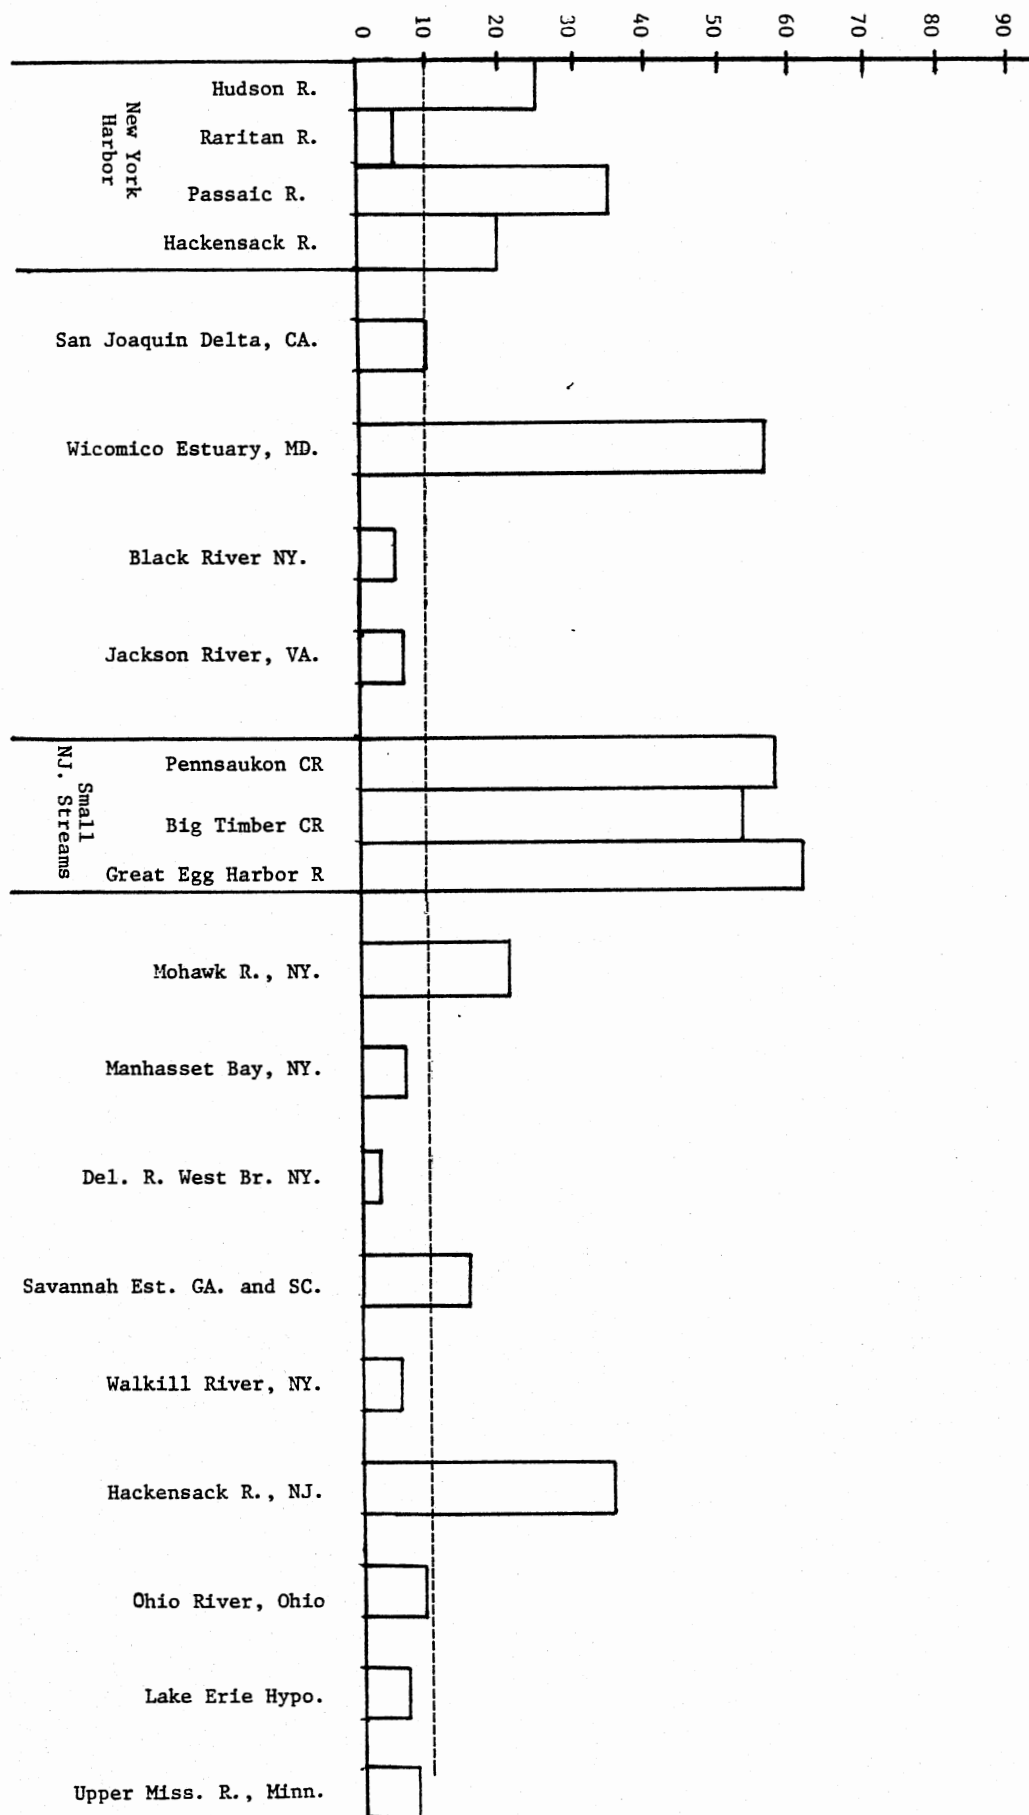 0 10 20 30 40 50 60 70 80 90
New York
Harbor
Hudson R.
Raritan R.
Passaic R.
Hackensack R.
San Joaquin Delta, CA.
Wicomico Estuary, MD.
Black River NY.
Jackson River, VA.
Small
NJ. Streams
Pennsaukon CR
Big Timber CR
Great Egg Harbor R
Mohawk R., NY.
Manhasset Bay, NY.
Del. R. West Br. NY.
Savannah Est. GA. and SC.
Walkill River, NY.
Hackensack R., NJ.
Ohio River, Ohio
Lake Erie Hypo.
Upper Miss. R., Minn.